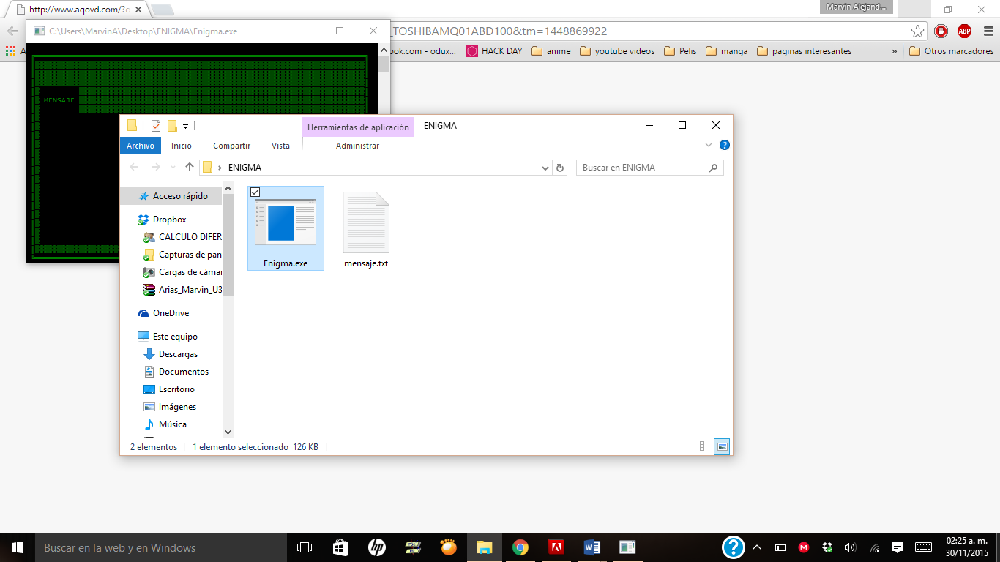 http://www.aqovd.com/?c
Marvin Alejand...
C:\Users\MarvinA\Desktop\ENIGMA\Enigma.exe
_TOSHIBAMQ01ABD100&tm=1448869922
ABP
A
ook.com - odux...
HACK DAY
anime
youtube videos
Pelis
manga
paginas interesantes
»
Otros marcadores
MENSAJE
Herramientas de aplicación
ENIGMA
Archivo
Inicio
Compartir
Vista
Administrar
ENIGMA
Buscar en ENIGMA
Acceso rápido
Dropbox
CALCULO DIFER
Capturas de pan
Cargas de cámar
Arias_Marvin_U3
OneDrive
Este equipo
Descargas
Documentos
Escritorio
Imágenes
Música
Enigma.exe
mensaje.txt
2 elementos
1 elemento seleccionado 126 KB
Buscar en la web y en Windows
hp
02:25 a. m.
30/11/2015